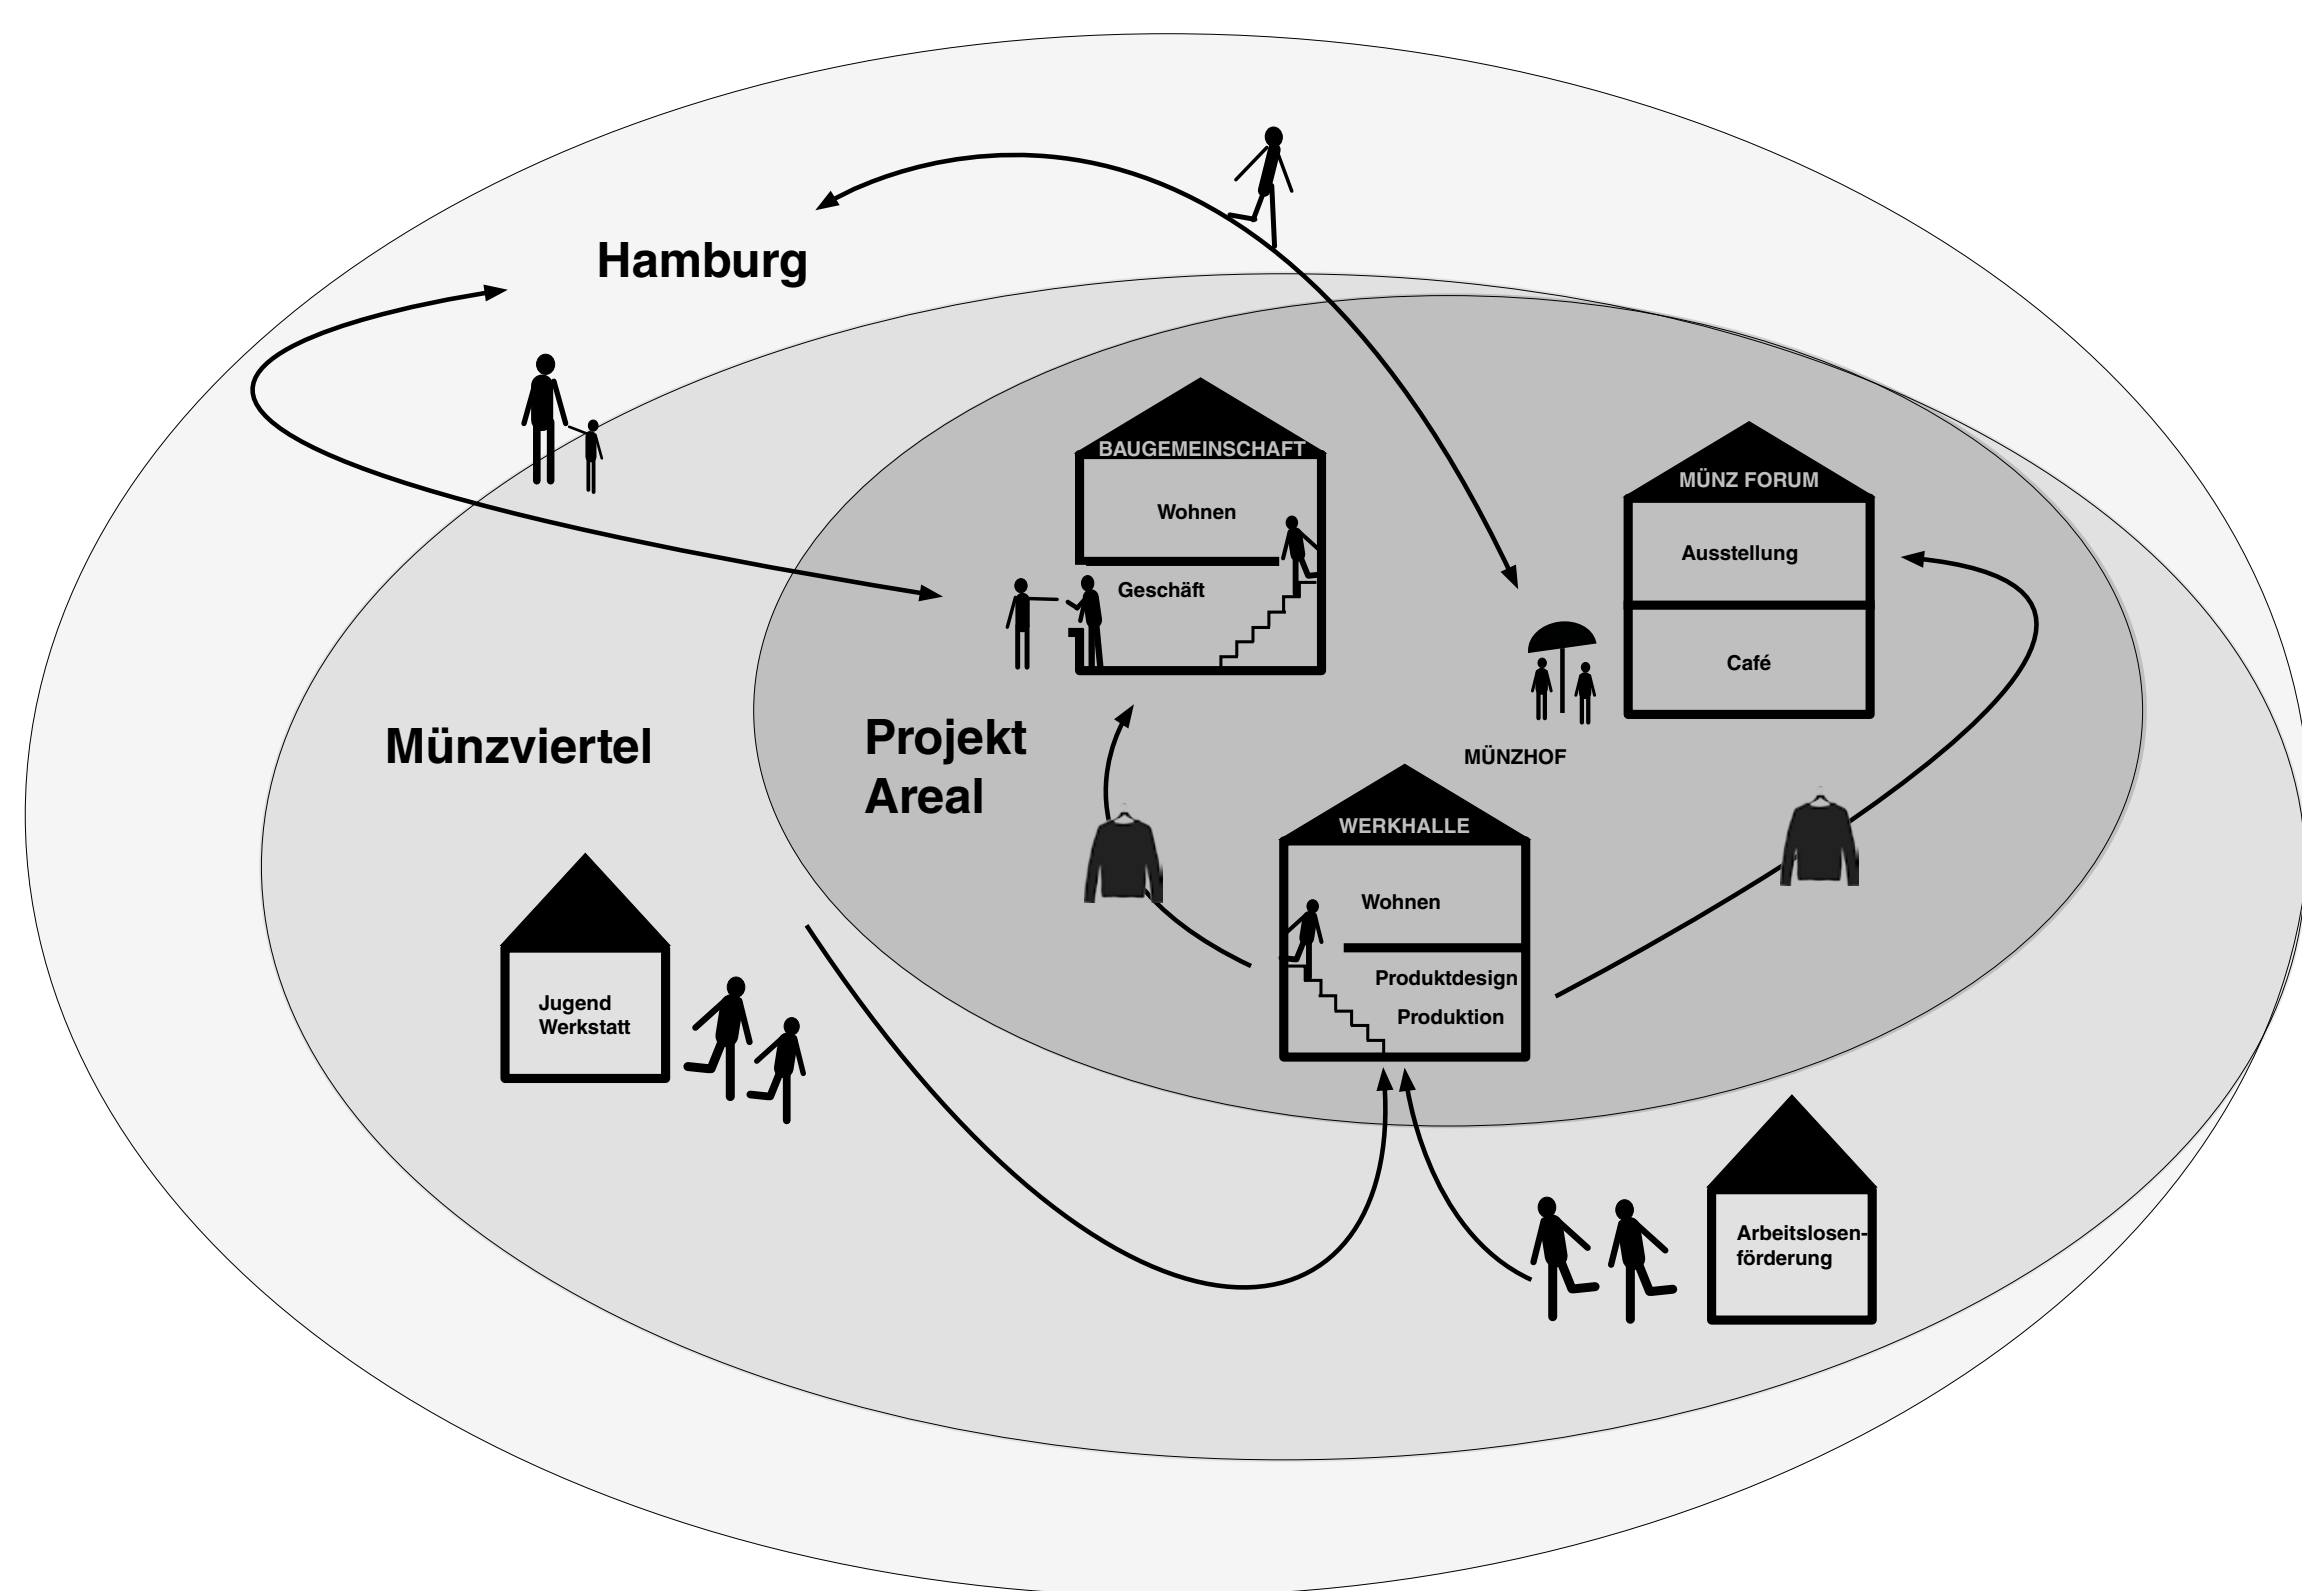 Hamburg
BAUGEMEINSCHAFT
Wohnen
Geschäft
MÜNZ FORUM
Ausstellung
Café
Münzviertel
Projekt
Areal
MÜNZHOF
WERKHALLE
Wohnen
Produktdesign
Produktion
Jugend
Werkstatt
Arbeitslosen-
förderung